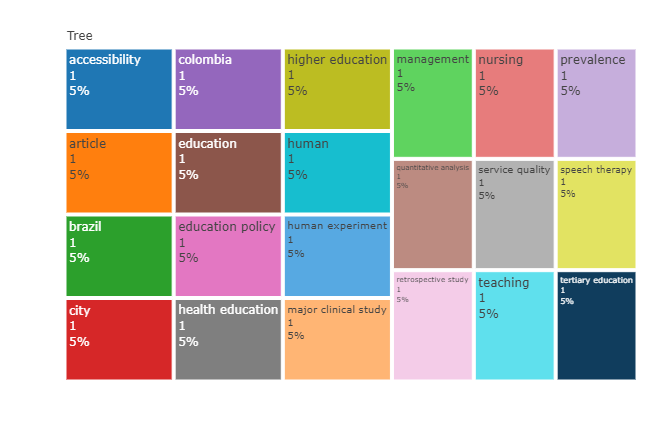 Tree
accessibility
1
5%
colombia
1
5%
higher education
1
5%
management
1
5%
nursing
1
5%
prevalence
1
5%
article
1
5%
education
1
5%
human
1
5%
quantitative analysis
1
5%
service quality
1
5%
speech therapy
1
5%
brazil
1
5%
education policy
1
5%
human experiment
1
5%
retrospective study
1
5%
teaching
1
5%
tertiary education
1
5%
city
1
5%
health education
1
5%
major clinical study
1
5%